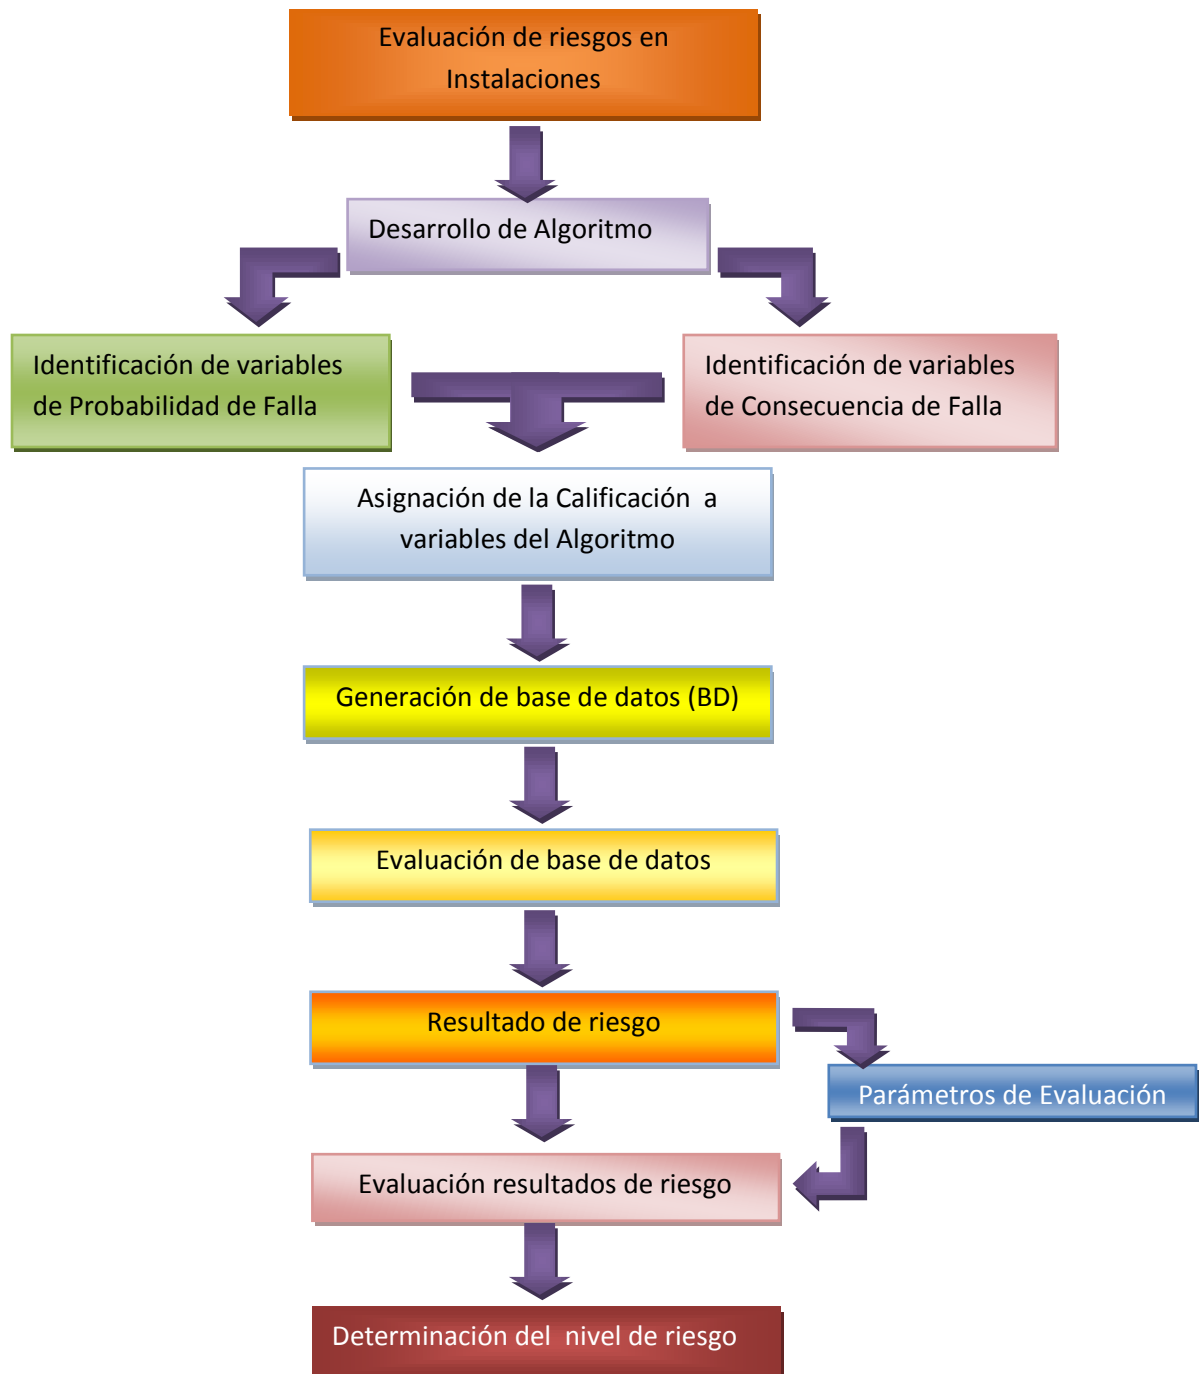 Evaluación de riesgos en
Instalaciones
Desarrollo de Algoritmo
Identificación de variables
de Probabilidad de Falla
Identificación de variables
de Consecuencia de Falla
Asignación de la Calificación  a
variables del Algoritmo
Generación de base de datos (BD)
Evaluación de base de datos
Resultado de riesgo
Parámetros de Evaluación
Evaluación resultados de riesgo
Determinación del  nivel de riesgo